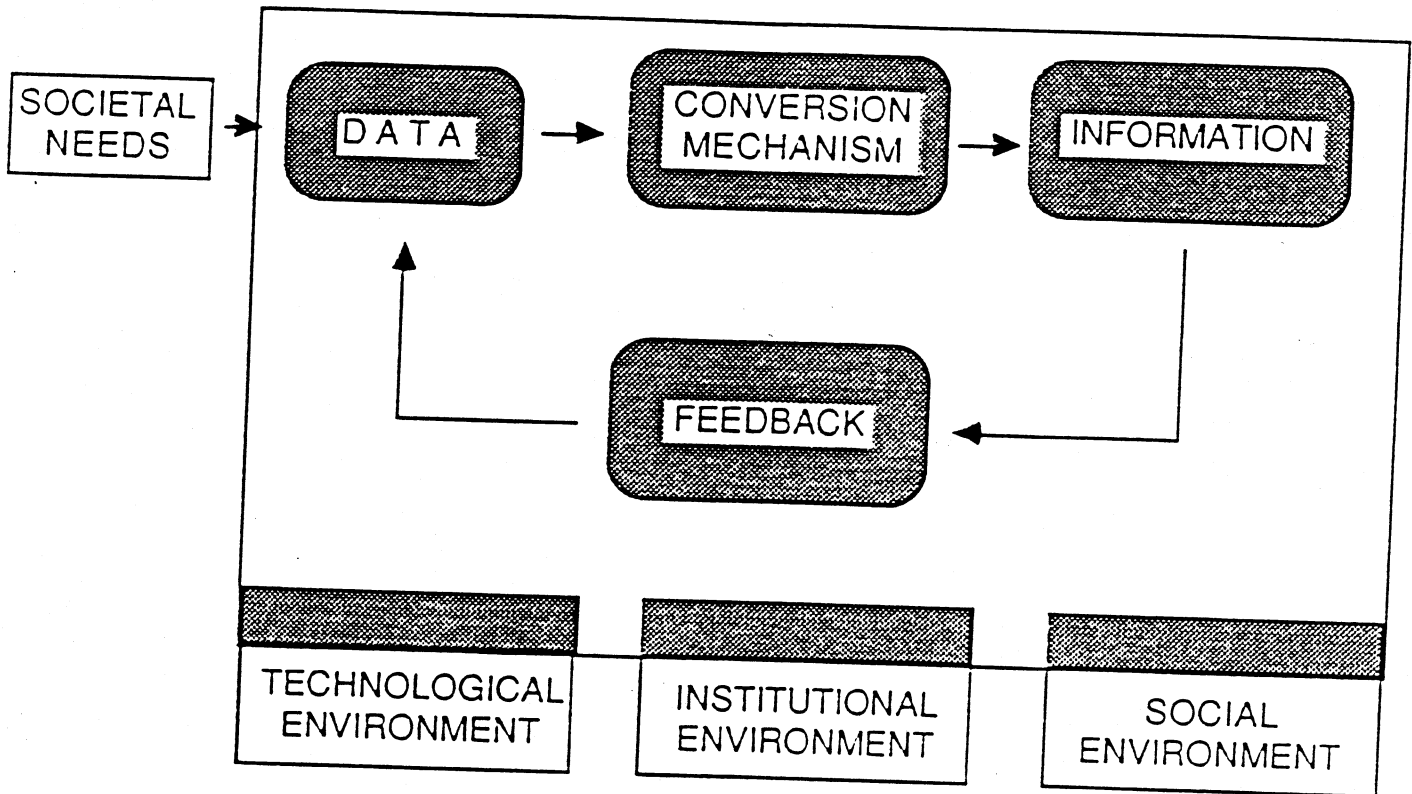 SOCIETAL
NEEDS
DATA
CONVERSION
MECHANISM
INFORMATION
FEEDBACK
TECHNOLOGICAL
ENVIRONMENT
INSTITUTIONAL
ENVIRONMENT
SOCIAL
ENVIRONMENT